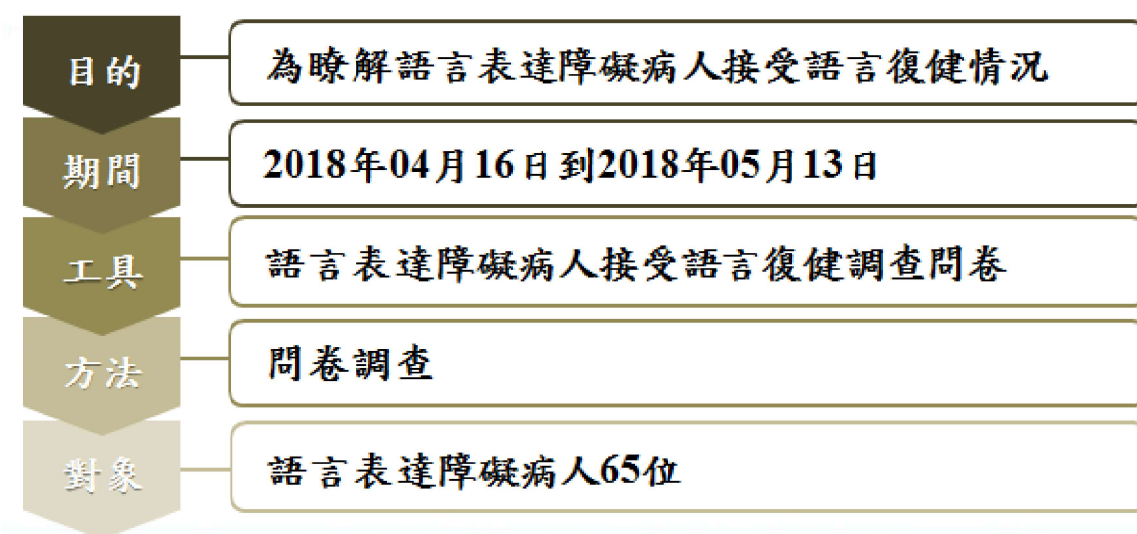 目的
為瞭解語言表達障礙病人接受語言復健情況
期間
2018年04月16日到2018年05月13日
工具
語言表達障礙病人接受語言復健調查問卷
方法
問卷調查
對象
語言表達障礙病人65位